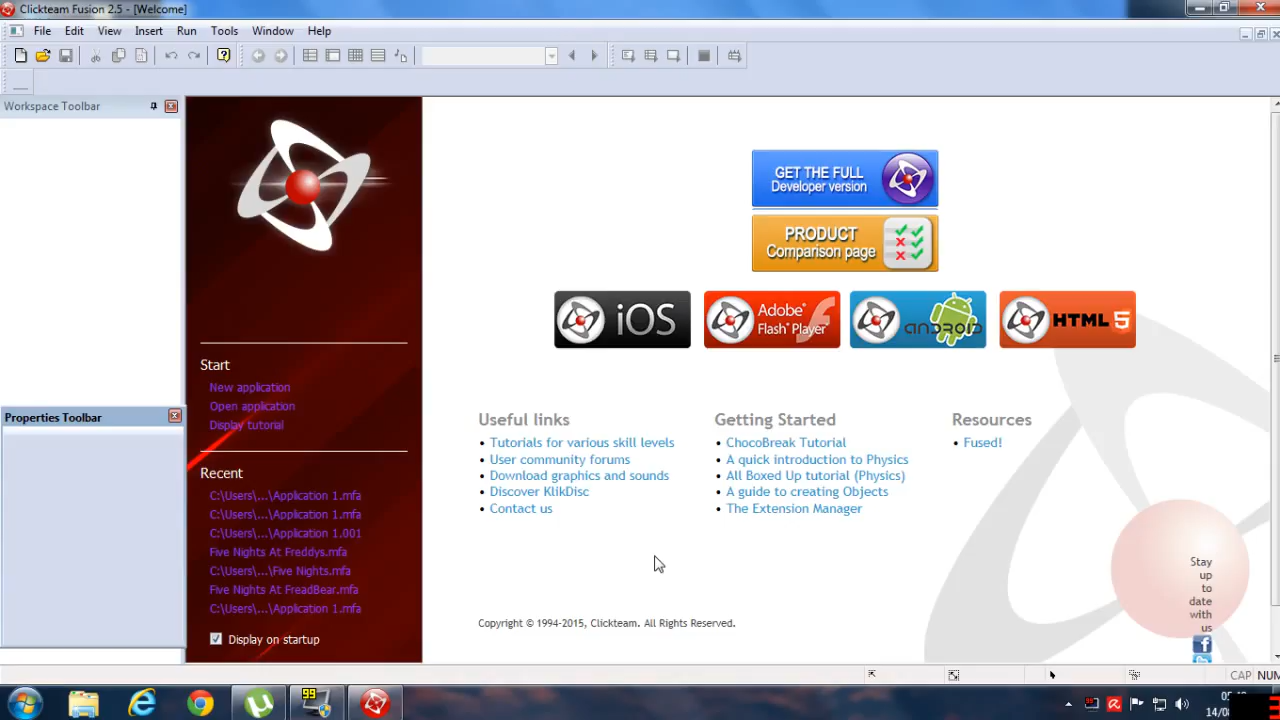 Clickteam Fusion 2.5 - [Welcome]
File Edit View Insert Run Tools Window Help
Workspace Toolbar
GET THE FULL
Developer version
PRODUCT
Comparison page
iOS
Adobe®
Flash® Player
ANDROID
HTML 5
Start
New application
Open application
Display tutorial
Properties Toolbar
Useful links
Tutorials for various skill levels
User community forums
Download graphics and sounds
Discover KlikDisc
Contact us
Getting Started
ChocoBreak Tutorial
A quick introduction to Physics
All Boxed Up tutorial (Physics)
A guide to creating Objects
The Extension Manager
Resources
Fused!
Recent
C:\Users\...\Application 1.mfa
C:\Users\...\Application 1.mfa
C:\Users\...\Application 1.001
Five Nights At Freddys.mfa
C:\Users\...\Five Nights.mfa
Five Nights At FreadBear.mfa
C:\Users\...\Application 1.mfa
Display on startup
Copyright © 1994-2015, Clickteam. All Rights Reserved.
Stay
up
to
date
with
us
CAP NUM
99